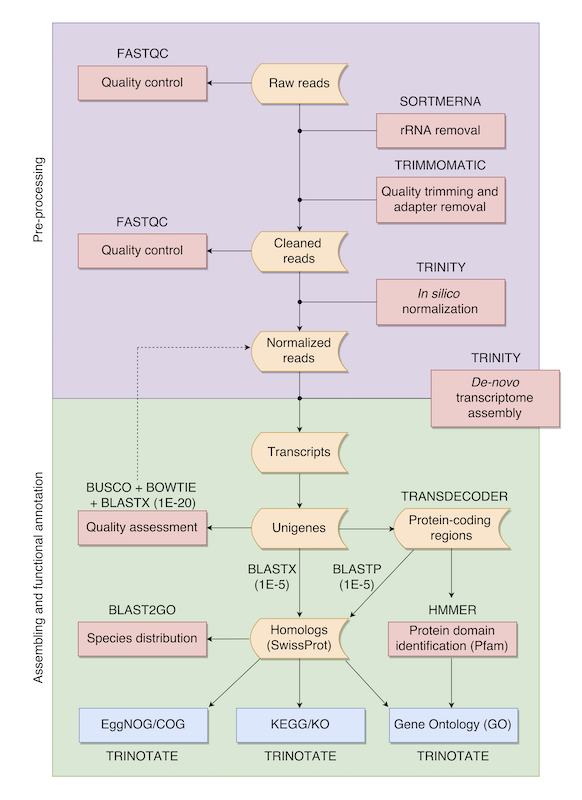 FASTQC
Quality control
Raw reads
SORTMERNA
rRNA removal
TRIMMOMATIC
Quality trimming and
adapter removal
FASTQC
Quality control
Cleaned
reads
TRINITY
In silico
normalization
Normalized
reads
TRINITY
De-novo
transcriptome
assembly
Pre-processing
Transcripts
BUSCO + BOWTIE
+ BLASTX (1E-20)
Quality assessment
Unigenes
TRANSDECODER
Protein-coding
regions
BLASTX
(1E-5)
BLASTP
(1E-5)
BLAST2GO
Species distribution
Homologs
(SwissProt)
HMMER
Protein domain
identification (Pfam)
EggNOG/COG
TRINOTATE
KEGG/KO
TRINOTATE
Gene Ontology (GO)
TRINOTATE
Assembling and functional annotation